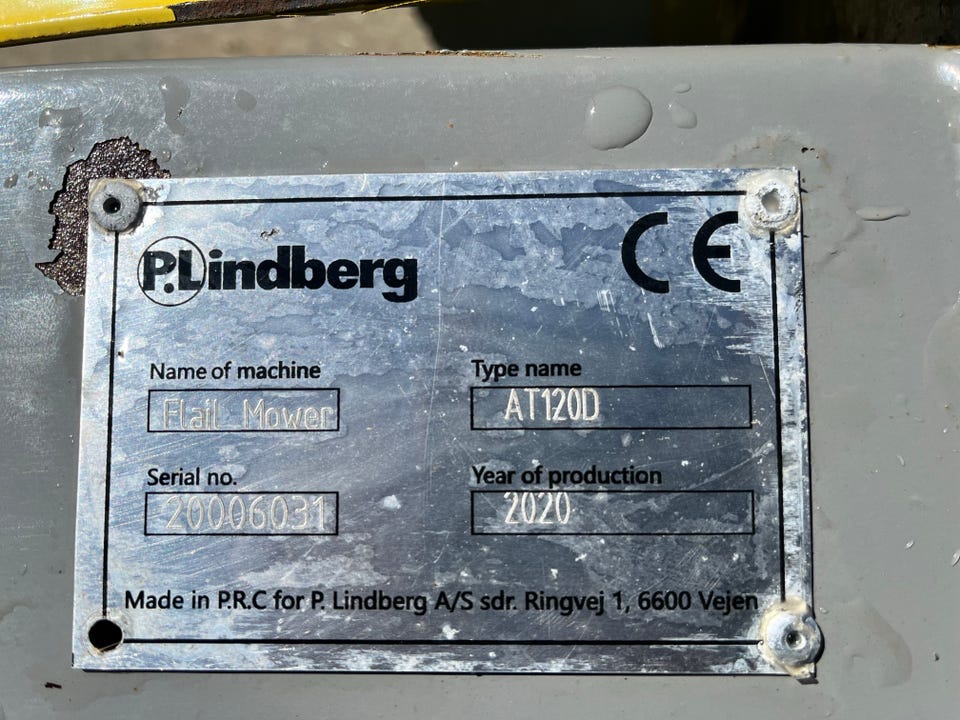 P.Lindberg
CE
Name of machine
Type name
Flail Mower
AT120D
Serial no.
Year of production
20006031
2020
Made in P.R.C for P. Lindberg A/S sdr. Ringvej 1, 6600 Vejen